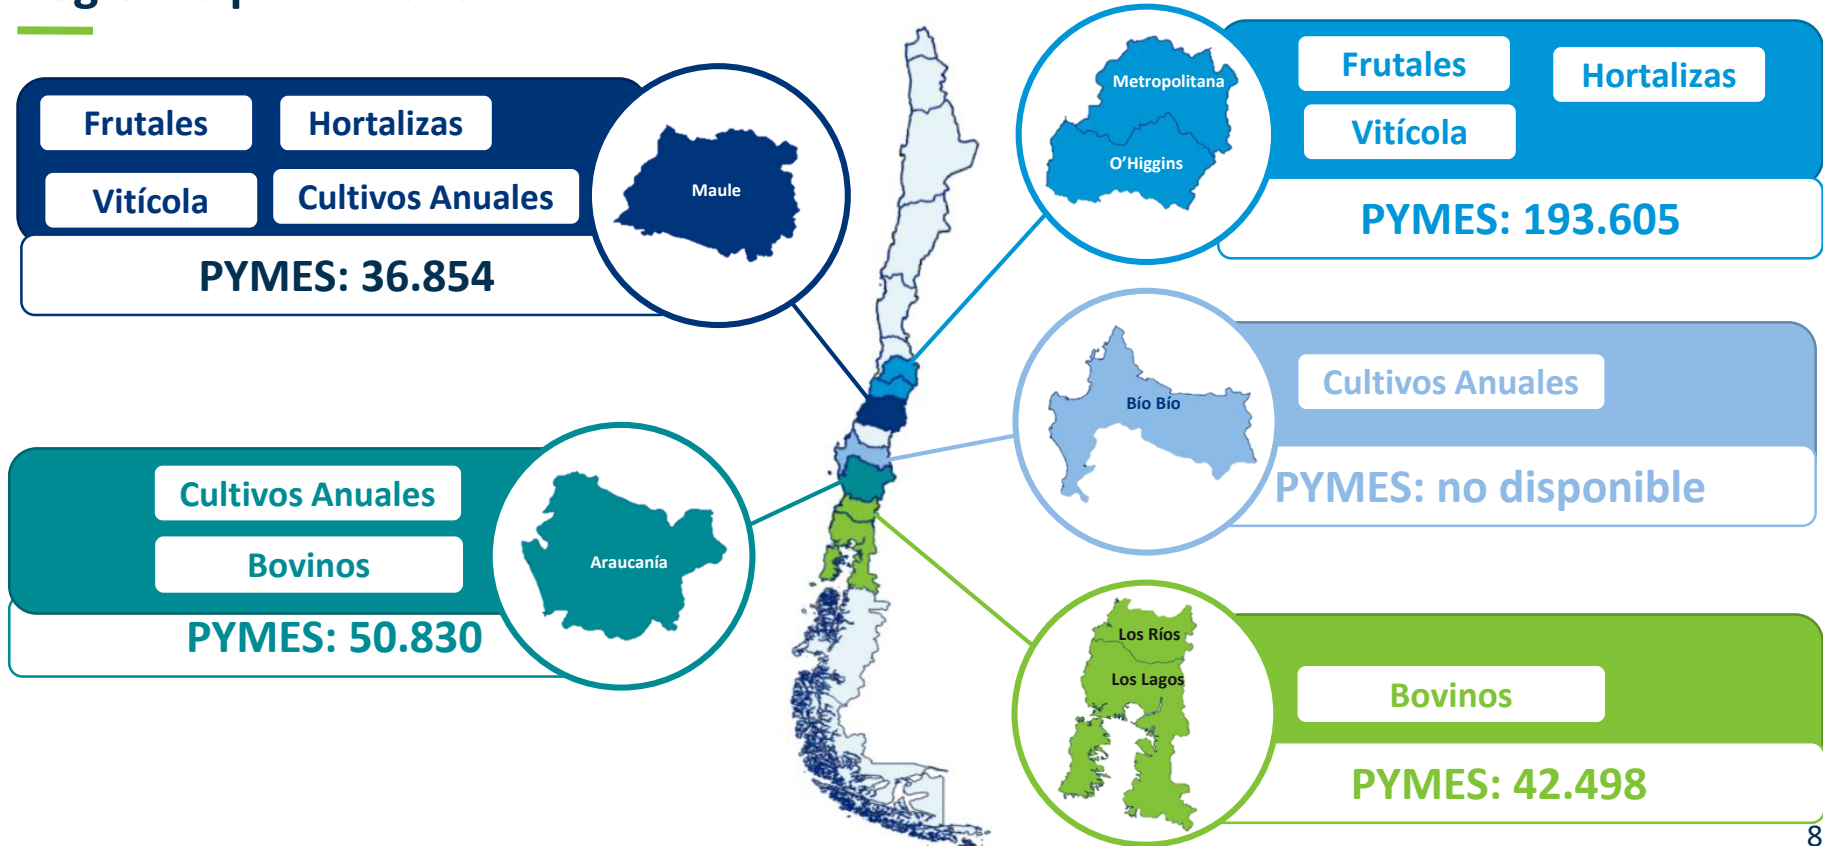 Frutales
Hortalizas
Vitícola
Cultivos Anuales
Maule
PYMES: 36.854
Metropolitana
O'Higgins
Frutales
Hortalizas
Vitícola
PYMES: 193.605
Bío Bío
Cultivos Anuales
PYMES: no disponible
Cultivos Anuales
Bovinos
Araucanía
PYMES: 50.830
Los Ríos
Los Lagos
Bovinos
PYMES: 42.498
8